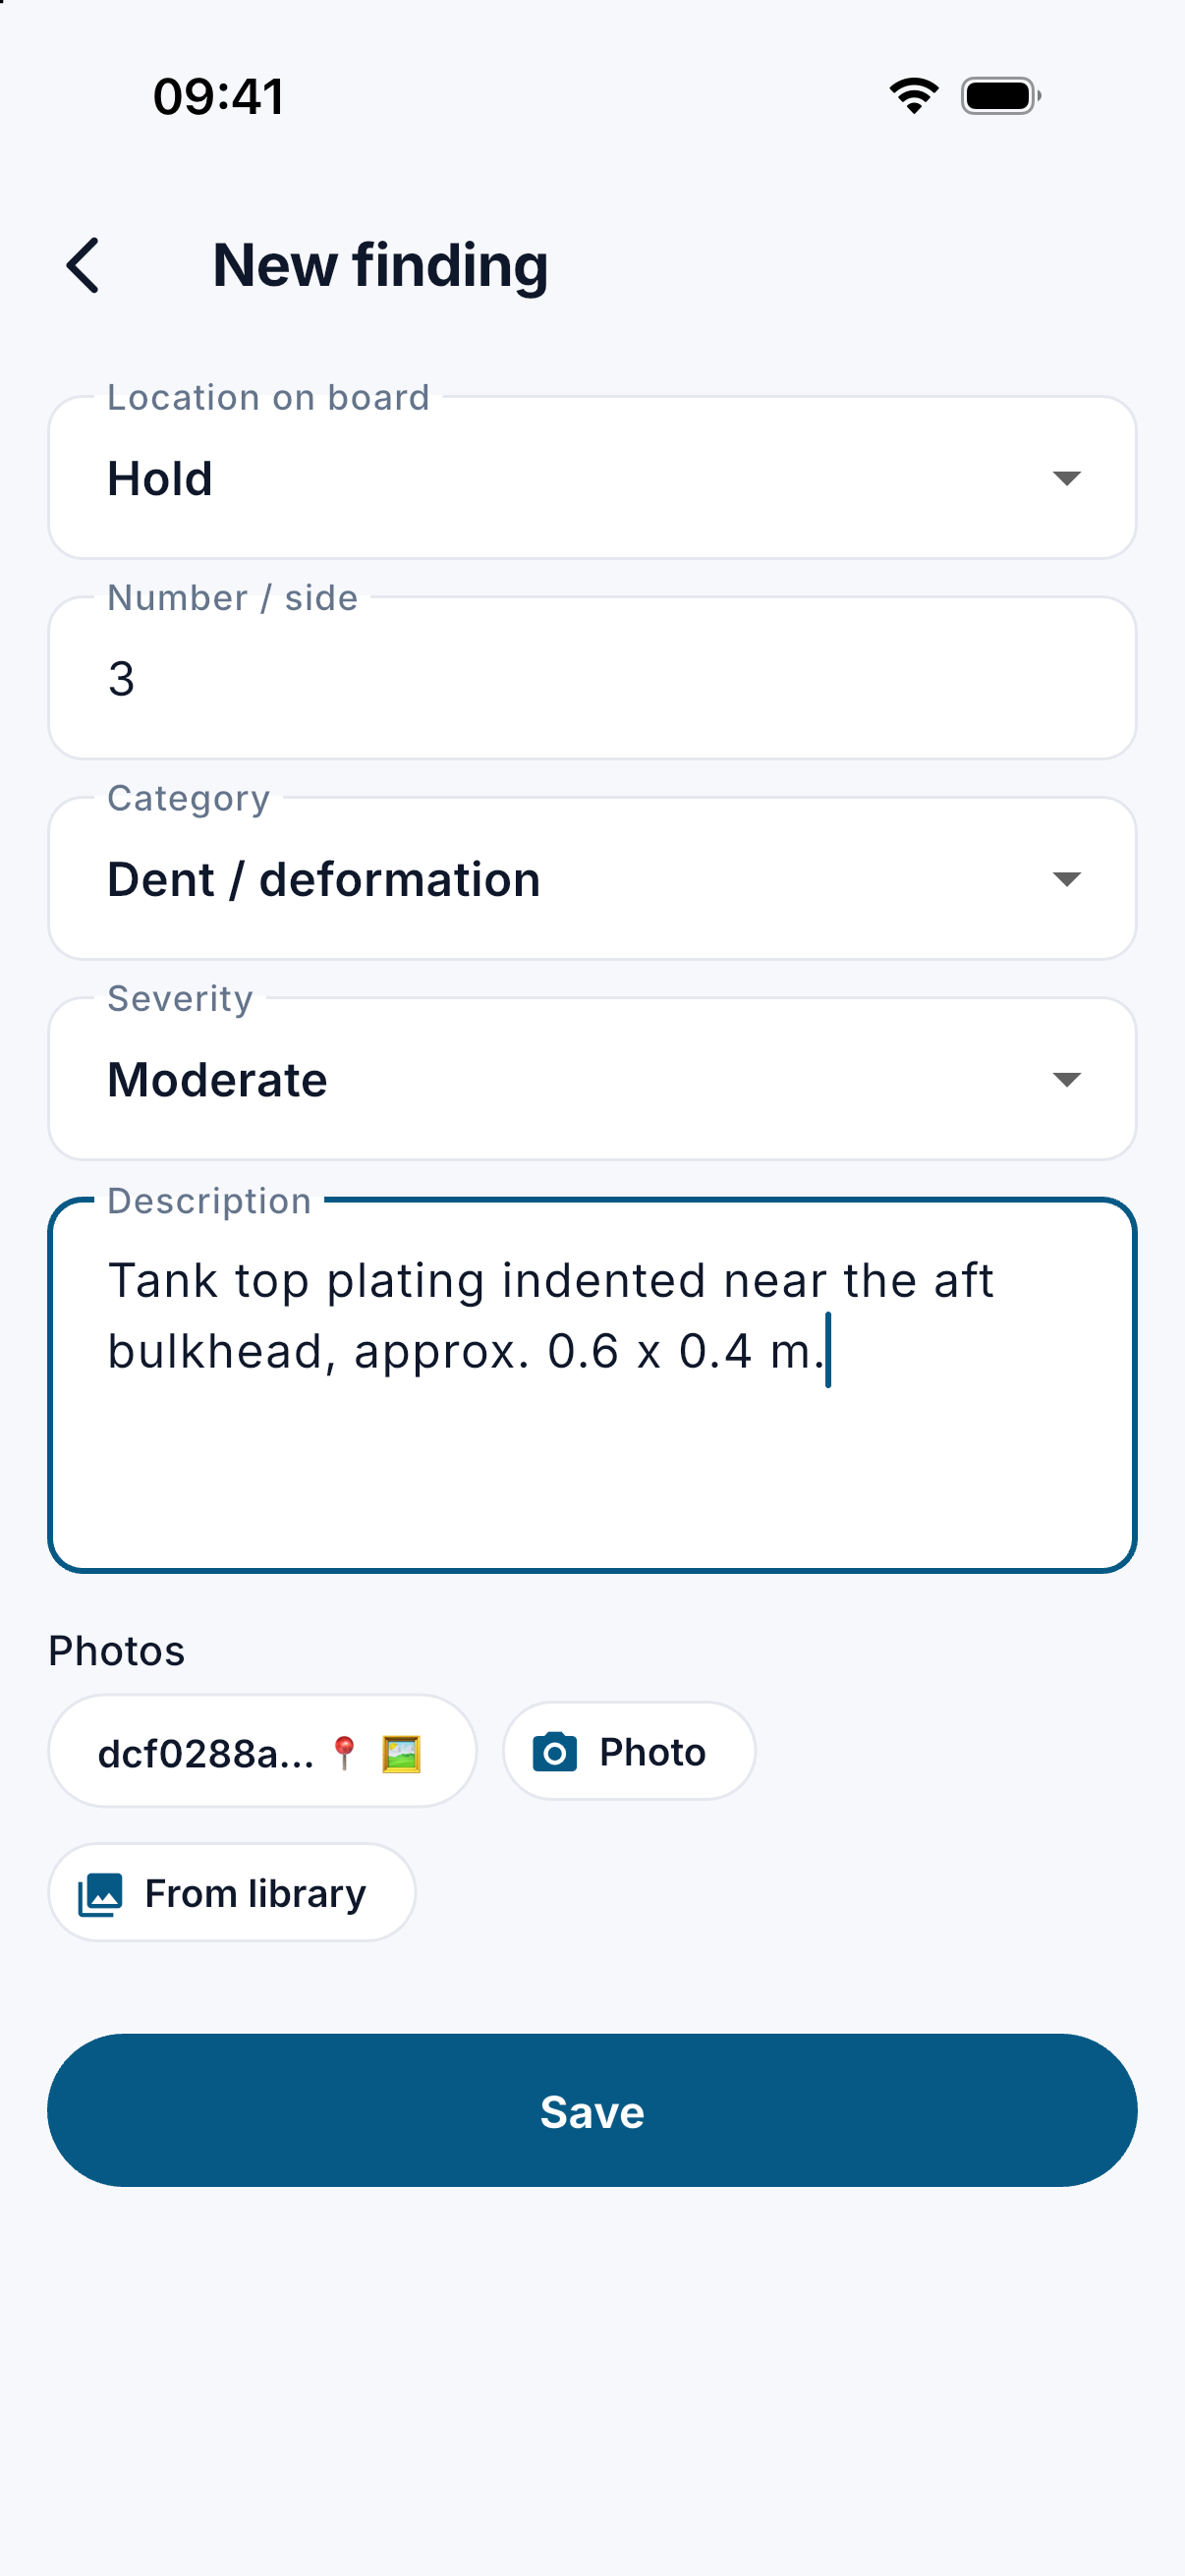 09:41
New finding
Location on board
Hold
Number / side
3
Category
Dent / deformation
Severity
Moderate
Description
Tank top plating indented near the aft
bulkhead, approx. 0.6 x 0.4 m.
Photos
dcf0288a... 📍 🖼️
Photo
From library
Save